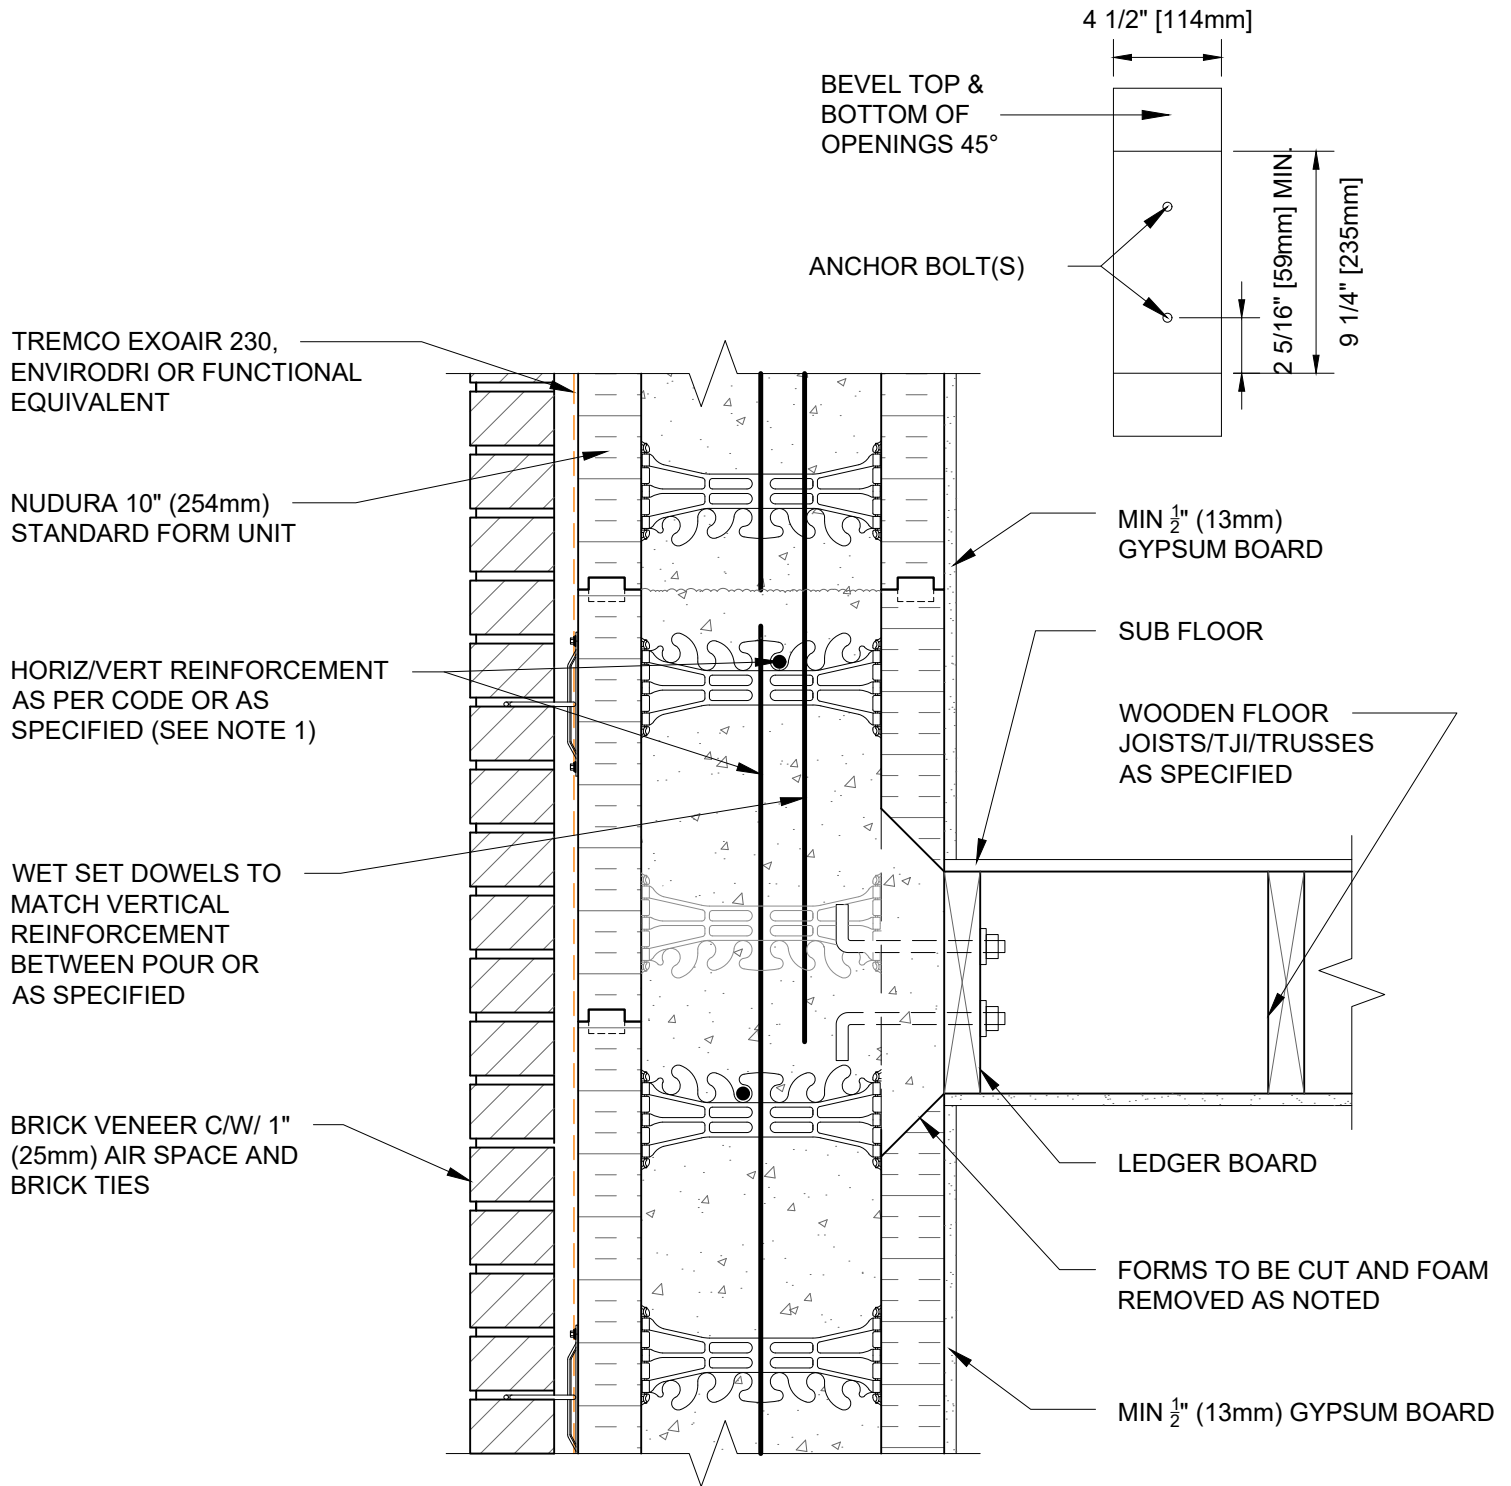 4 1/2" [114mm]
BEVEL TOP &
BOTTOM OF
OPENINGS 45°
2 5/16" [59mm] MIN.
9 1/4" [235mm]
ANCHOR BOLT(S)
TREMCO EXOAIR 230,
ENVIRODRI OR FUNCTIONAL
EQUIVALENT
NUDURA 10" (254mm)
STANDARD FORM UNIT
HORIZ/VERT REINFORCEMENT
AS PER CODE OR AS
SPECIFIED (SEE NOTE 1)
WET SET DOWELS TO
MATCH VERTICAL
REINFORCEMENT
BETWEEN POUR OR
AS SPECIFIED
BRICK VENEER C/W/ 1"
(25mm) AIR SPACE AND
BRICK TIES
MIN 1/2" (13mm)
GYPSUM BOARD
SUB FLOOR
WOODEN FLOOR
JOISTS/TJI/TRUSSES
AS SPECIFIED
LEDGER BOARD
FORMS TO BE CUT AND FOAM
REMOVED AS NOTED
MIN 1/2" (13mm) GYPSUM BOARD